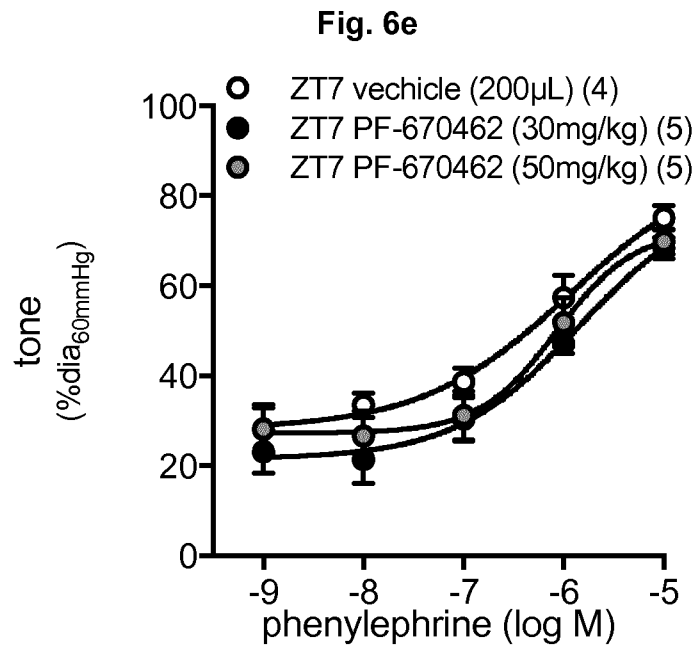 Fig. 6e
ZT7 vechicle (200µL) (4)
ZT7 PF-670462 (30mg/kg) (5)
ZT7 PF-670462 (50mg/kg) (5)
100
80
60
40
20
0
tone
(%dia60mmHg)
-9 -8 -7 -6 -5
phenylephrine (log M)